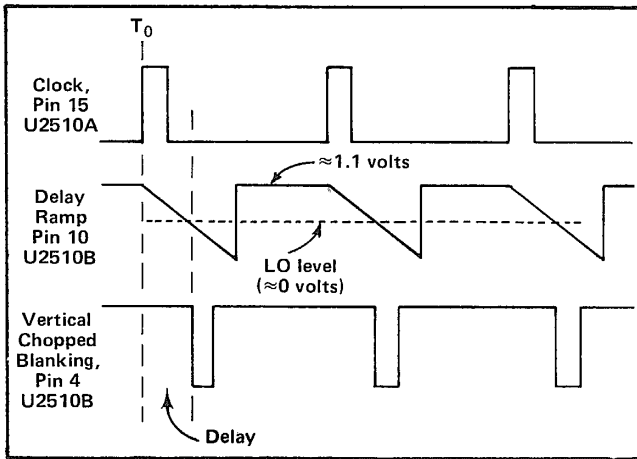 T0
Clock,
Pin 15
U2510A
≈1.1 volts
Delay
Ramp
Pin 10
U2510B
LO level
(≈0 volts)
Vertical
Chopped
Blanking,
Pin 4
U2510B
Delay